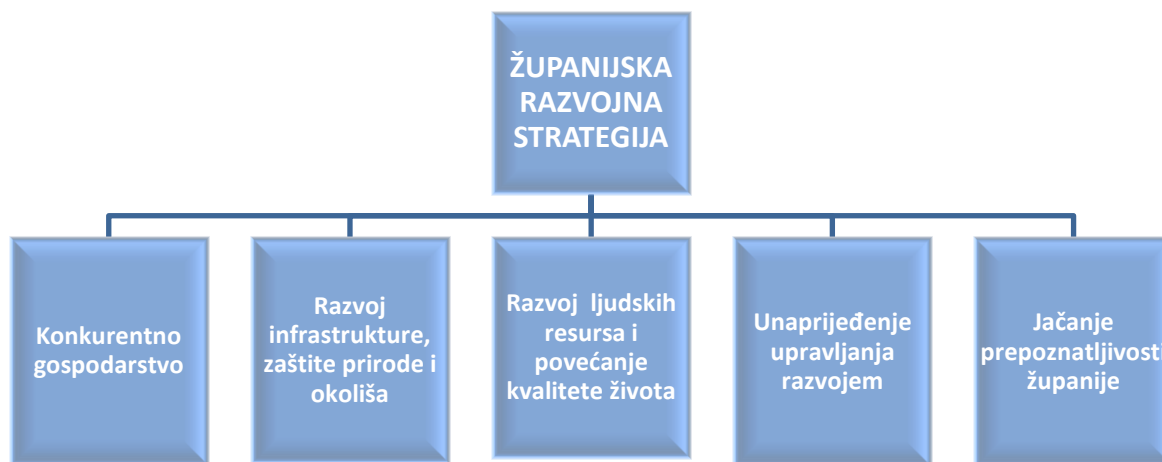 ŽUPANIJSKA
RAZVOJNA
STRATEGIJA
Konkurentno
gospodarstvo
Razvoj
infrastrukture,
zaštite prirode i
okoliša
Razvoj ljudskih
resursa i
povećanje
kvalitete života
Unaprijeđenje
upravljanja
razvojem
Jačanje
prepoznatljivosti
županije